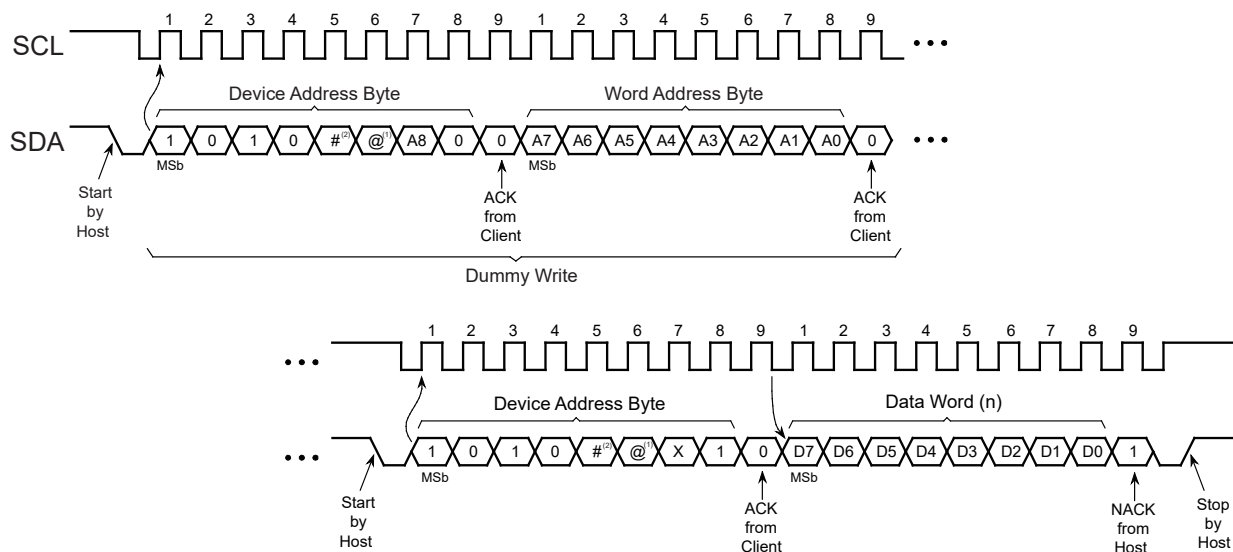 1 2 3 4 5 6 7 8 9 1 2 3 4 5 6 7 8 9
SCL
Device Address Byte Word Address Byte
SDA 1 0 1 0 #(2) @(1) A8 0 0 A7 A6 A5 A4 A3 A2 A1 A0 0
MSb MSb
Start
by
Host
ACK
from
Client
ACK
from
Client
Dummy Write
1 2 3 4 5 6 7 8 9 1 2 3 4 5 6 7 8 9
Device Address Byte Data Word (n)
1 0 1 0 #(2) @(1) X 1 0 D7 D6 D5 D4 D3 D2 D1 D0 1
MSb MSb
Start
by
Host
ACK
from
Client
NACK
from
Host
Stop
by
Host